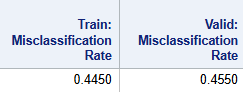 Train:
Misclassification
Rate
Valid:
Misclassification
Rate
0.4450
0.4550